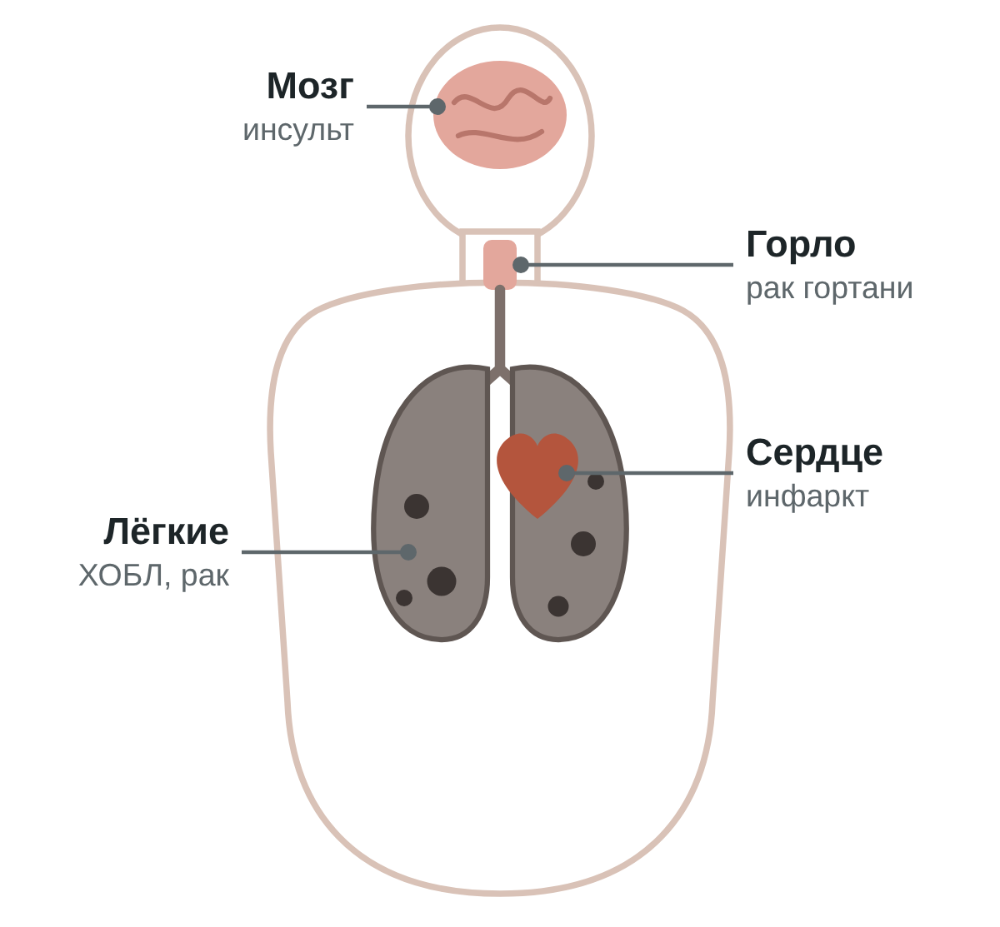 Мозг
инсульт
Горло
рак гортани
Сердце
инфаркт
Лёгкие
ХОБЛ, рак